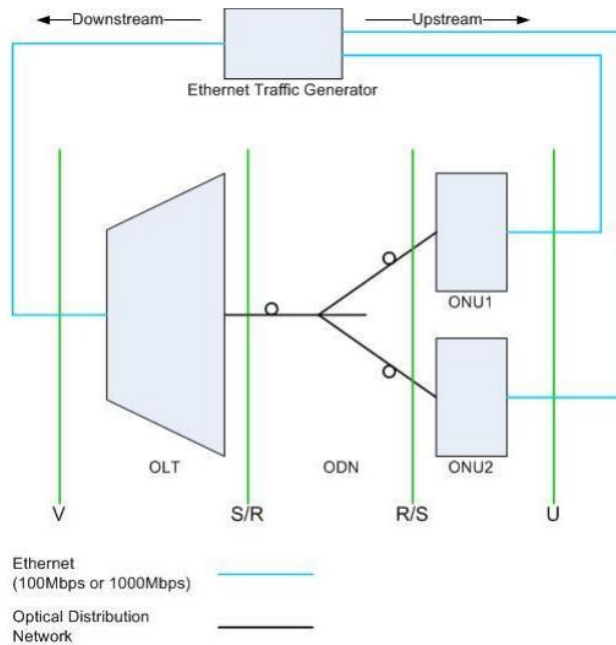 Downstream
Upstream
Ethernet Traffic Generator
ONU1
OLT
ODN
ONU2
V
S/R
R/S
U
Ethernet
(100Mbps or 1000Mbps)
Optical Distribution
Network